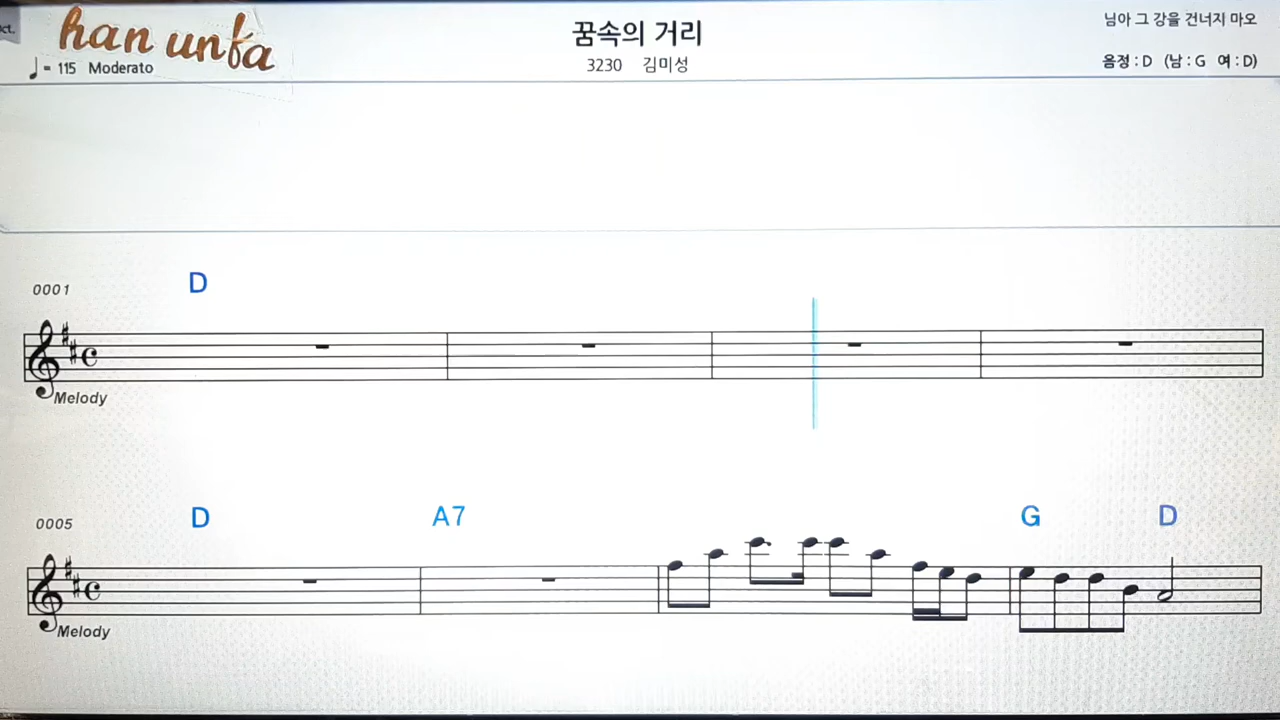 ct.
han unfa
꿈속의 거리
님아 그 강을 건너지 마오
♩= 115 Moderato
3230 김미성
음정 : D (남 : G 여 : D)
0001
D
Melody
0005
D A7 G D
Melody